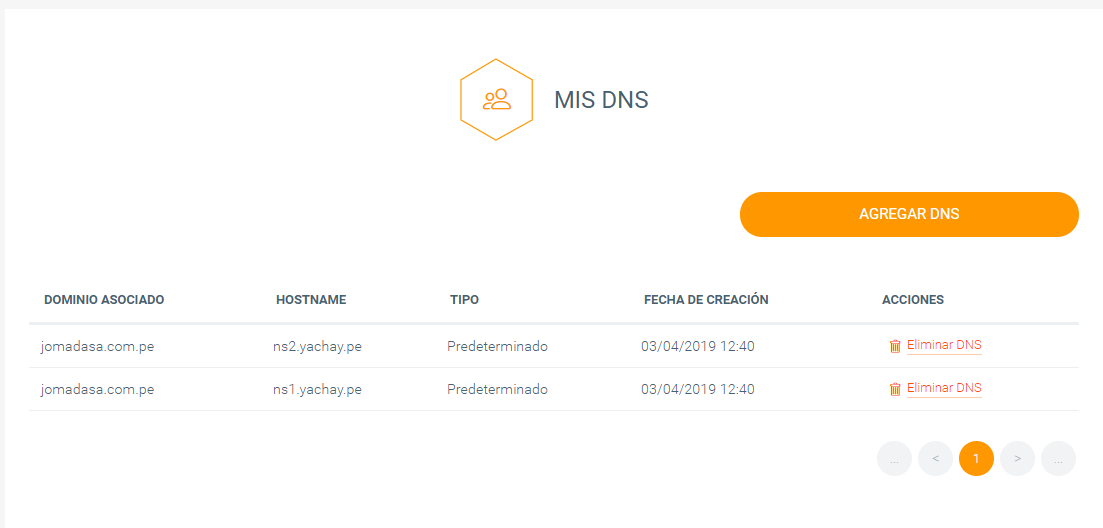 MIS DNS
AGREGAR DNS
DOMINIO ASOCIADO HOSTNAME TIPO FECHA DE CREACIÓN ACCIONES
jomadasa.com.pe ns2.yachay.pe Predeterminado 03/04/2019 12:40 Eliminar DNS
jomadasa.com.pe ns1.yachay.pe Predeterminado 03/04/2019 12:40 Eliminar DNS
... < 1 > ...